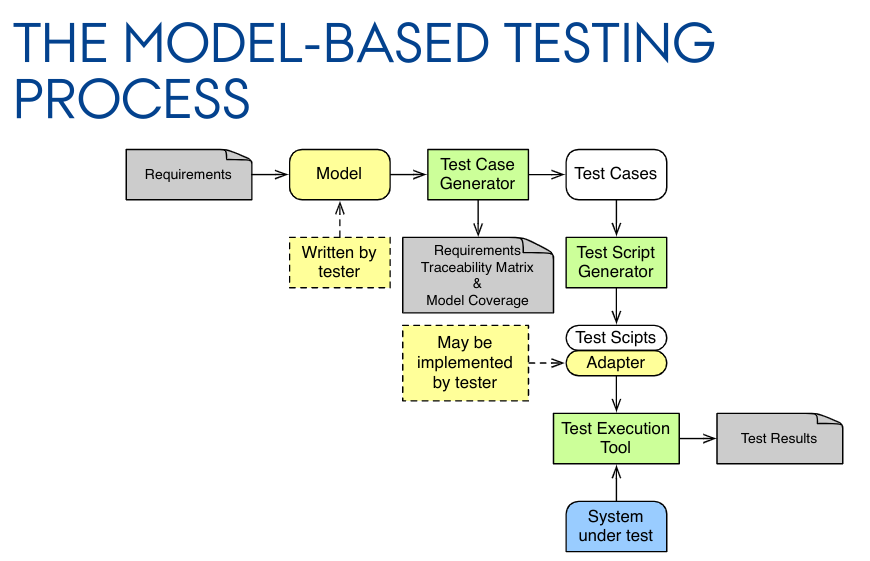 THE MODEL-BASED TESTING
PROCESS
Requirements
Model
Test Case
Generator
Test Cases
Written by
tester
Requirements
Traceability Matrix
&
Model Coverage
Test Script
Generator
May be
implemented
by tester
Test Scipts
Adapter
Test Execution
Tool
Test Results
System
under test